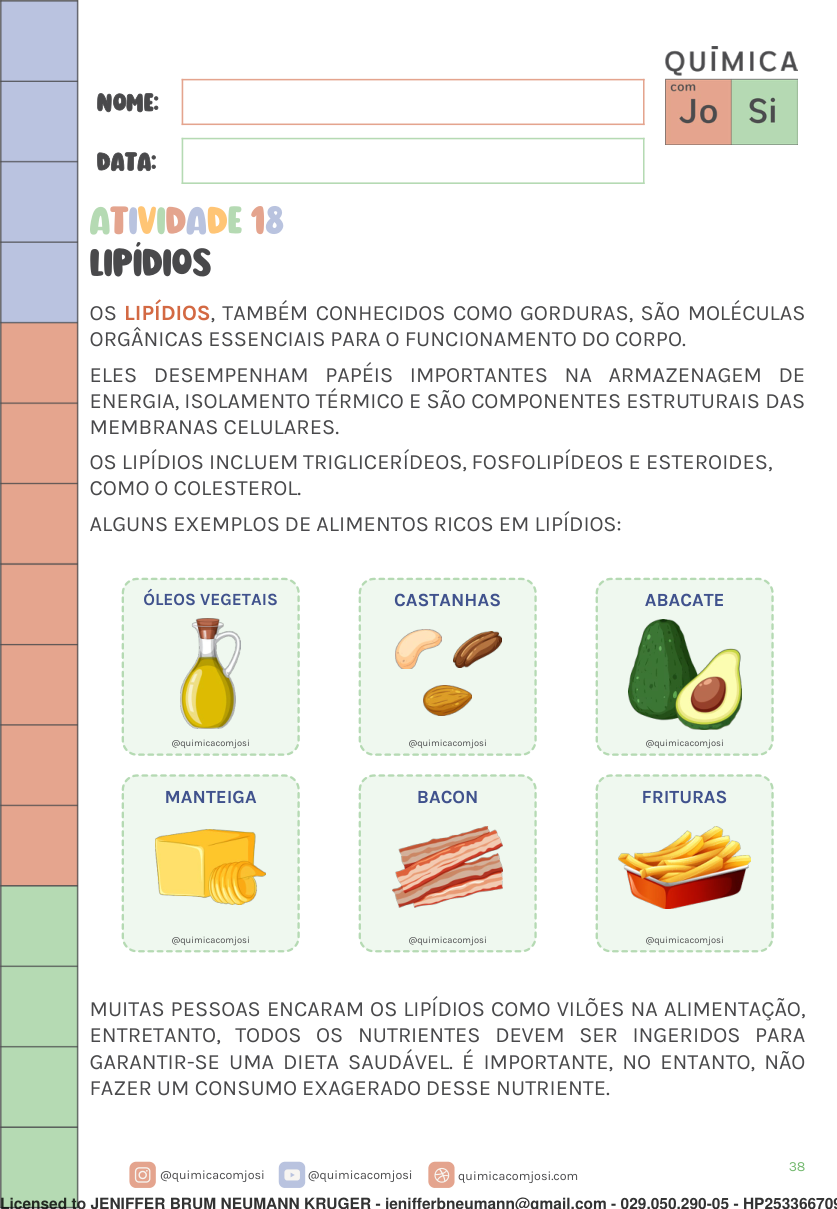 QUÍMICA
com
Jo Si
NOME:
DATA:
ATIVIDADE 18
LIPÍDIOS
OS LIPÍDIOS, TAMBÉM CONHECIDOS COMO GORDURAS, SÃO MOLÉCULAS
ORGÂNICAS ESSENCIAIS PARA O FUNCIONAMENTO DO CORPO.
ELES DESEMPENHAM PAPÉIS IMPORTANTES NA ARMAZENAGEM DE
ENERGIA, ISOLAMENTO TÉRMICO E SÃO COMPONENTES ESTRUTURAIS DAS
MEMBRANAS CELULARES.
OS LIPÍDIOS INCLUEM TRIGLICERÍDEOS, FOSFOLIPÍDEOS E ESTEROIDES,
COMO O COLESTEROL.
ALGUNS EXEMPLOS DE ALIMENTOS RICOS EM LIPÍDIOS:
ÓLEOS VEGETAIS
@quimicacomjosi
CASTANHAS
@quimicacomjosi
ABACATE
@quimicacomjosi
MANTEIGA
@quimicacomjosi
BACON
@quimicacomjosi
FRITURAS
@quimicacomjosi
MUITAS PESSOAS ENCARAM OS LIPÍDIOS COMO VILÕES NA ALIMENTAÇÃO,
ENTRETANTO, TODOS OS NUTRIENTES DEVEM SER INGERIDOS PARA
GARANTIR-SE UMA DIETA SAUDÁVEL. É IMPORTANTE, NO ENTANTO, NÃO
FAZER UM CONSUMO EXAGERADO DESSE NUTRIENTE.
38
@quimicacomjosi @quimicacomjosi quimicacomjosi.com
Licensed to JENIFFER BRUM NEUMANN KRUGER - jenifferbneumann@gmail.com - 029.050.290-05 - HP253366709